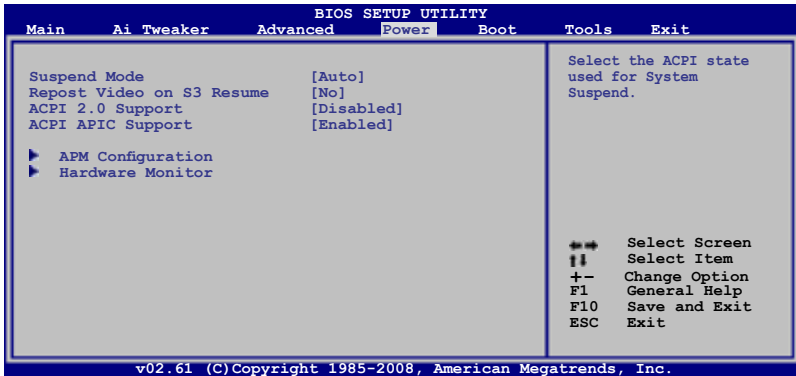 BIOS SETUP UTILITY
Main Ai Tweaker Advanced Power Boot Tools Exit
Suspend Mode [Auto]
Repost Video on S3 Resume [No]
ACPI 2.0 Support [Disabled]
ACPI APIC Support [Enabled]
APM Configuration
Hardware Monitor
Select the ACPI state
used for System
Suspend.
Select Screen
Select Item
+- Change Option
F1 General Help
F10 Save and Exit
ESC Exit
v02.61 (C)Copyright 1985-2008, American Megatrends, Inc.